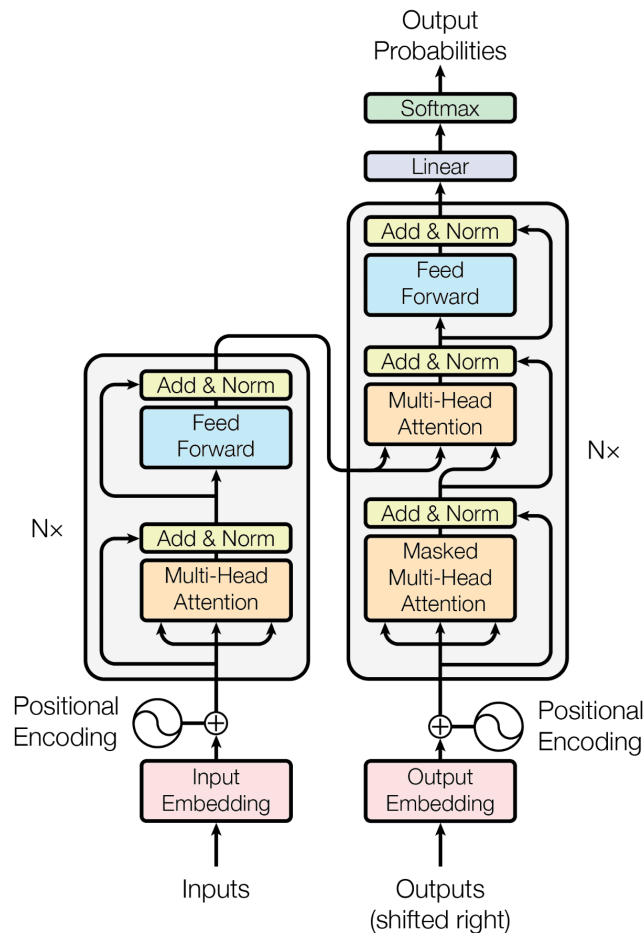 Output
Probabilities
Softmax
Linear
Add & Norm
Feed
Forward
Add & Norm
Multi-Head
Attention
Nx
Add & Norm
Masked
Multi-Head
Attention
Add & Norm
Feed
Forward
Nx
Add & Norm
Multi-Head
Attention
Positional
Encoding
Positional
Encoding
Input
Embedding
Output
Embedding
Inputs
Outputs
(shifted right)